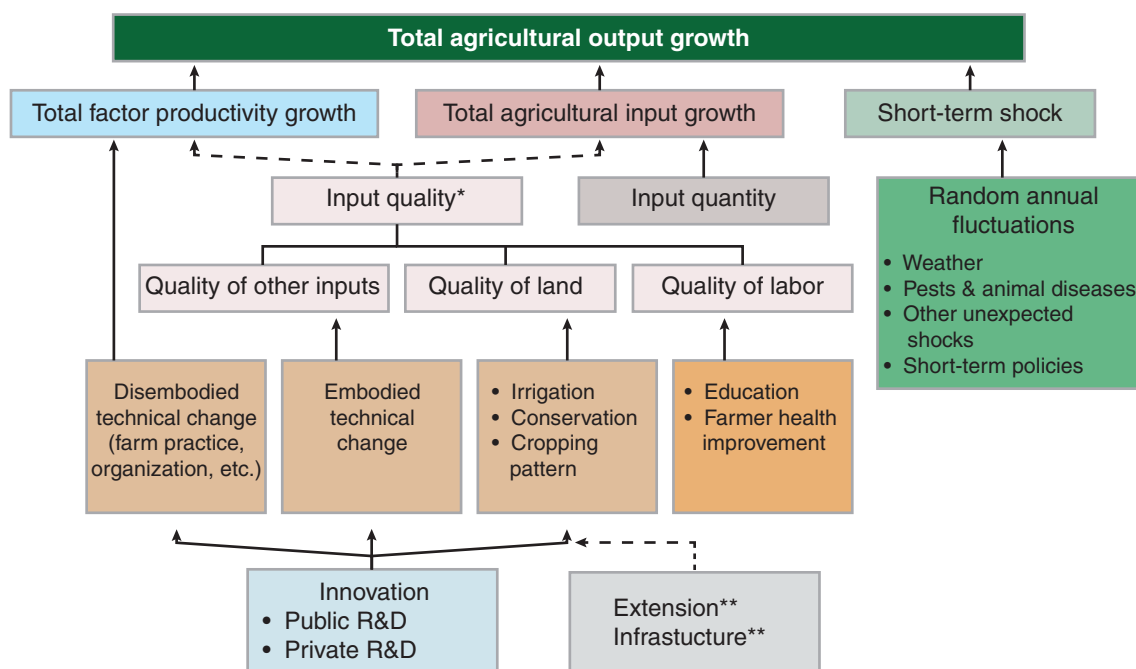 Total agricultural output growth
Total factor productivity growth
Total agricultural input growth
Short-term shock
Input quality*
Input quantity
Random annual
fluctuations
• Weather
• Pests & animal diseases
• Other unexpected
shocks
• Short-term policies
Quality of other inputs
Quality of land
Quality of labor
Disembodied
technical change
(farm practice,
organization, etc.)
Embodied
technical
change
• Irrigation
• Conservation
• Cropping
pattern
• Education
• Farmer health
improvement
Innovation
• Public R&D
• Private R&D
Extension**
Infrastucture**